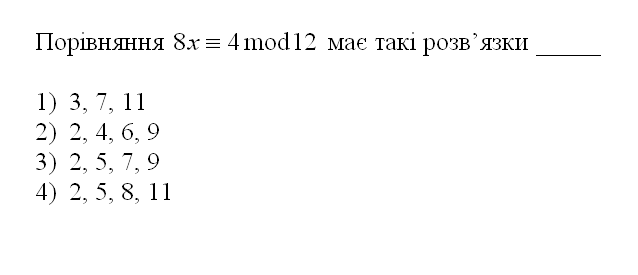 Порівняння 8x ≡ 4 mod12 має такі розв’язки _____
1) 3, 7, 11
2) 2, 4, 6, 9
3) 2, 5, 7, 9
4) 2, 5, 8, 11